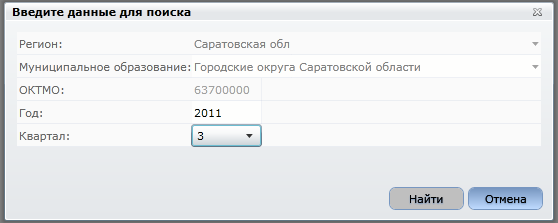 Введите данные для поиска
Регион: Саратовская обл
Муниципальное образование: Городские округа Саратовской области
ОКТМО: 63700000
Год: 2011
Квартал: 3
Найти Отмена